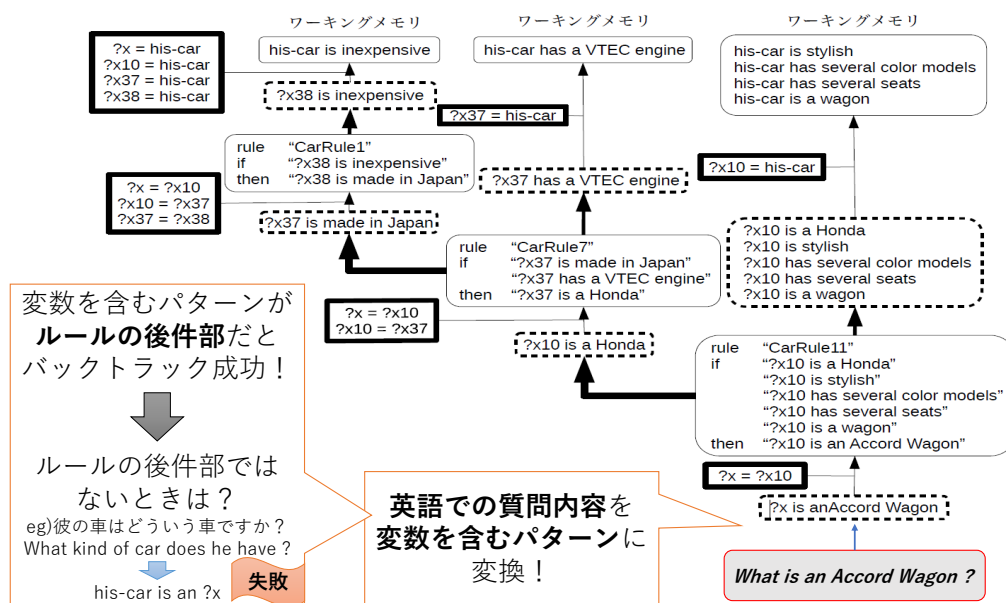 ワーキングメモリ
ワーキングメモリ
ワーキングメモリ
?x = his-car
?x10 = his-car
?x37 = his-car
?x38 = his-car
his-car is inexpensive
?x38 is inexpensive
his-car has a VTEC engine
his-car is stylish
his-car has several color models
his-car has several seats
his-car is a wagon
?x37 = his-car
?x10 = his-car
rule “CarRule1”
if “?x38 is inexpensive”
then “?x38 is made in Japan”
?x37 has a VTEC engine
?x = ?x10
?x10 = ?x37
?x37 = ?x38
?x37 is made in Japan
rule “CarRule7”
if “?x37 is made in Japan”
“?x37 has a VTEC engine”
then “?x37 is a Honda”
?x10 is a Honda
?x10 is stylish
?x10 has several color models
?x10 has several seats
?x10 is a wagon
?x = ?x10
?x10 = ?x37
?x10 is a Honda
rule “CarRule11”
if “?x10 is a Honda”
“?x10 is stylish”
“?x10 has several color models”
“?x10 has several seats”
“?x10 is a wagon”
then “?x10 is an Accord Wagon”
?x = ?x10
?x is anAccord Wagon
What is an Accord Wagon ?
変数を含むパターンが
ルールの後件部だと
バックトラック成功！
ルールの後件部では
ないときは？
eg)彼の車はどういう車ですか？
What kind of car does he have ?
his-car is an ?x
失敗
英語での質問内容を
変数を含むパターンに
変換！